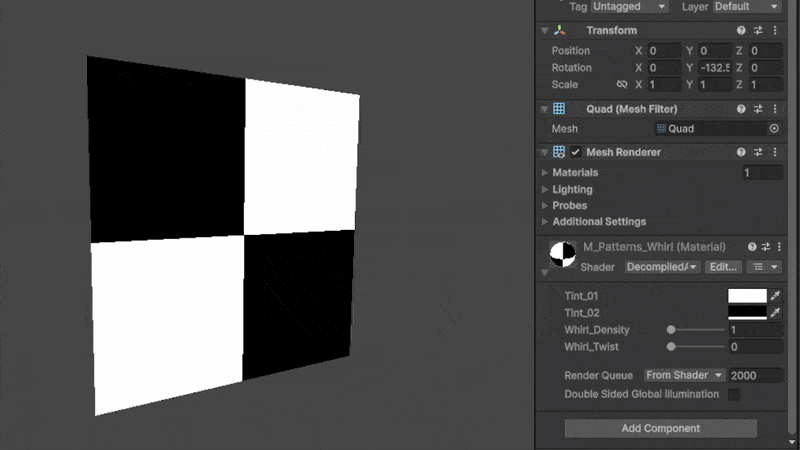 Tag Untagged Layer Default
Transform
Position X 0 Y 0 Z 0
Rotation X 0 Y -132.5 Z 0
Scale X 1 Y 1 Z 1
Quad (Mesh Filter)
Mesh Quad
Mesh Renderer
Materials 1
Lighting
Probes
Additional Settings
M_Patterns_Whirl (Material)
Shader Decompiled/ Edit...
Tint_01
Tint_02
Whirl_Density 1
Whirl_Twist 0
Render Queue From Shader 2000
Double Sided Global Illumination
Add Component